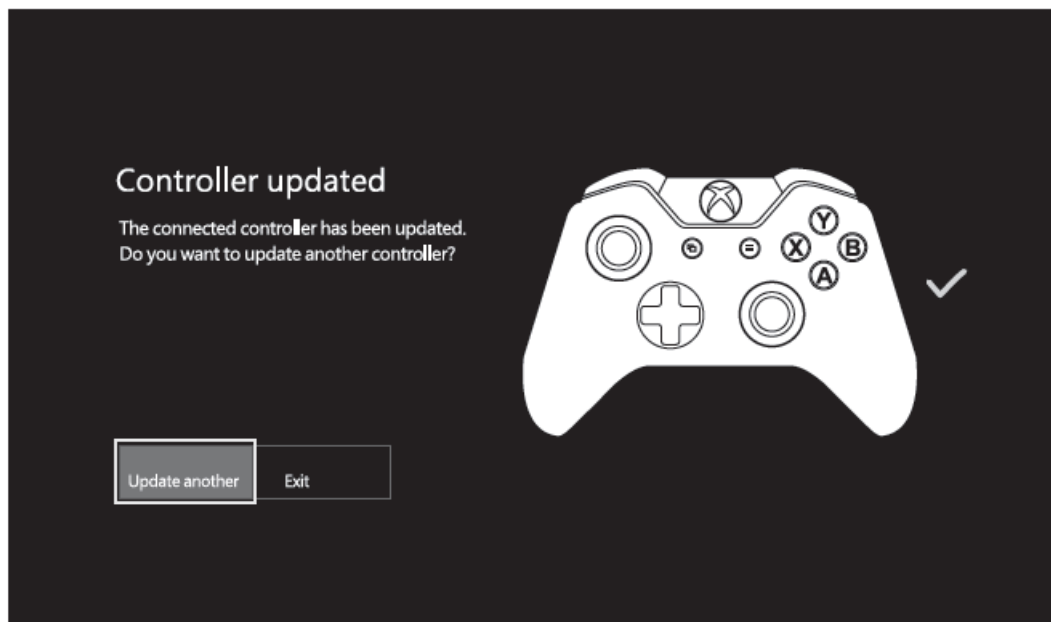 Controller updated
The connected controller has been updated.
Do you want to update another controller?
Y
X B
A
Update another Exit